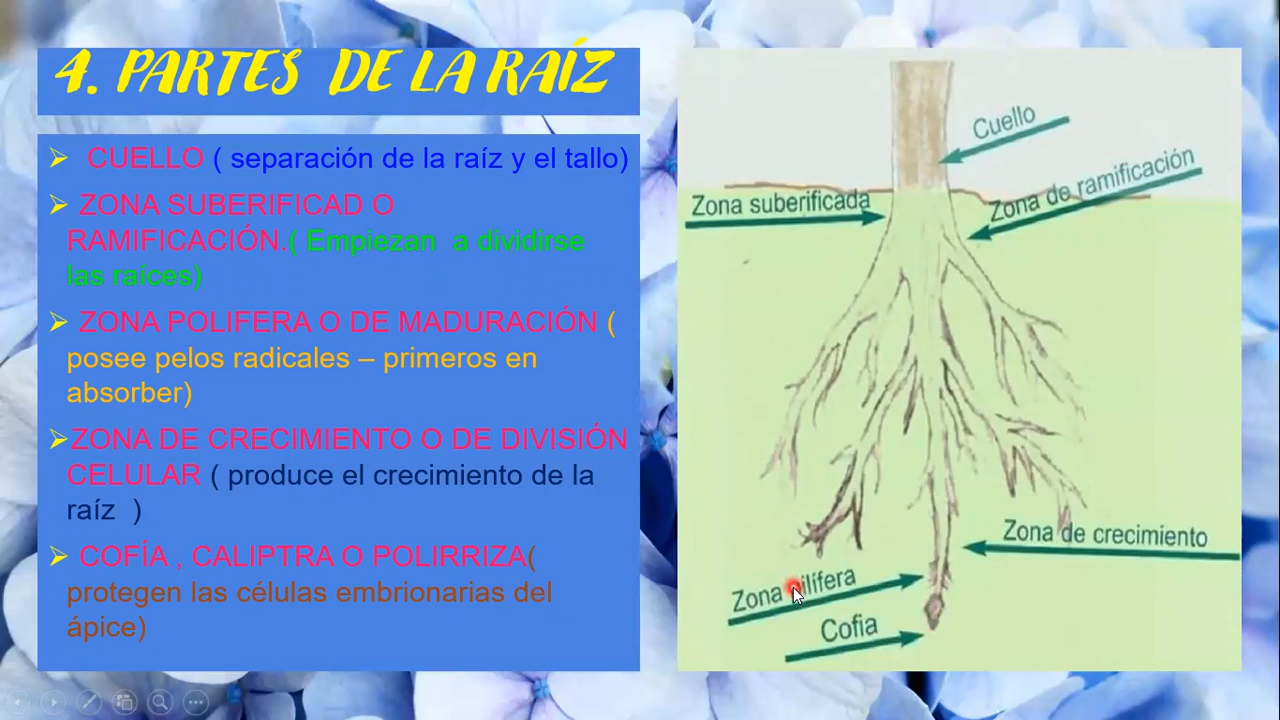 4. PARTES DE LA RAÍZ
➢ CUELLO ( separación de la raíz y el tallo)
➢ ZONA SUBERIFICAD O
RAMIFICACIÓN.( Empiezan a dividirse
las raices)
➢ ZONA POLIFERA O DE MADURACIÓN (
posee pelos radicales – primeros en
absorber)
➢ZONA DE CRECIMIENTO O DE DIVISIÓN
CELULAR ( produce el crecimiento de la
raíz )
➢ COFÍA , CALIPTRA O POLIRRIZA(
protegen las células embrionarias del
ápice)
Cuello
Zona de ramificación
Zona suberificada
Zona de crecimiento
Zona
Cofia